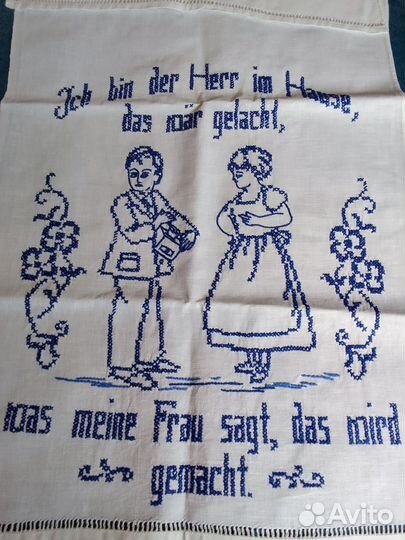 Ich bin der Herr im Hause,
das wär gelacht,
was meine Frau sagt, das wird
gemacht.
Avito